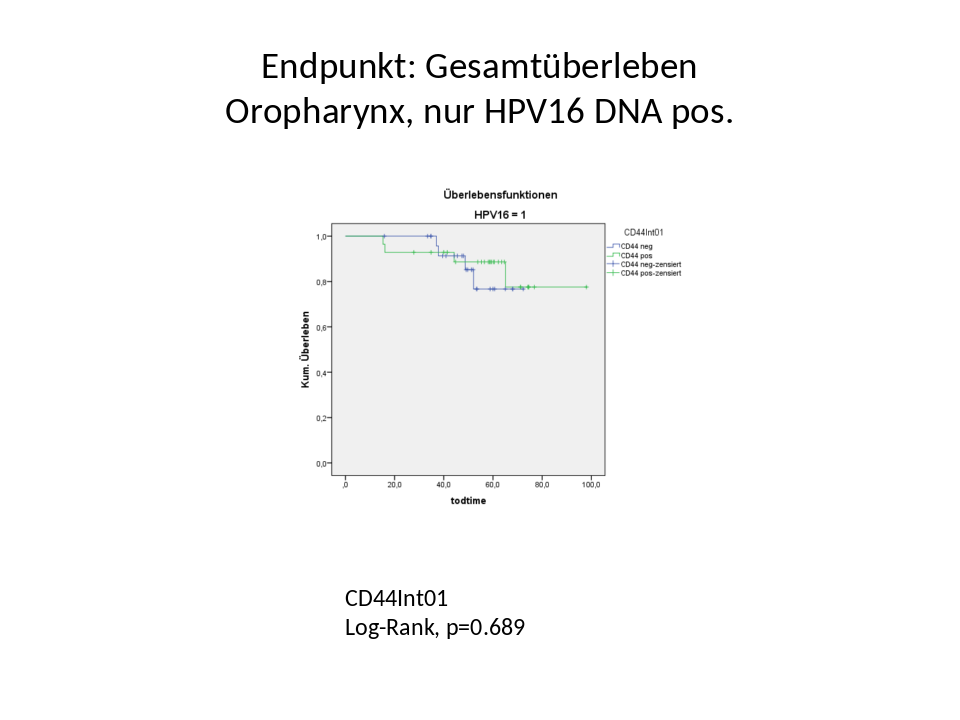 Endpunkt: Gesamtüberleben
Oropharynx, nur HPV16 DNA pos.
Überlebensfunktionen
HPV16 = 1
CD44Int01
CD44 neg
CD44 pos
CD44 neg-zensiert
CD44 pos-zensiert
Kum. Überleben
1,0
0,8
0,6
0,4
0,2
0,0
,0 20,0 40,0 60,0 80,0 100,0
todtime
CD44Int01
Log-Rank, p=0.689